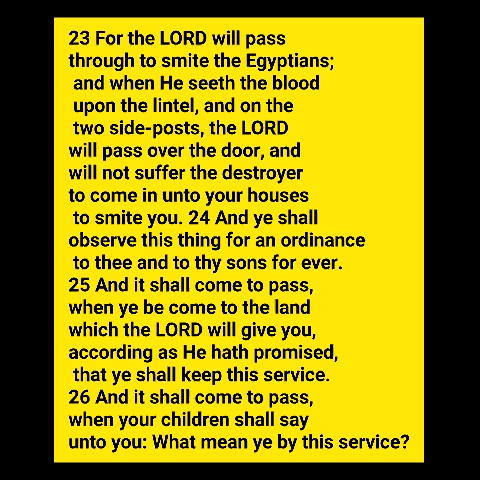 23 For the LORD will pass
through to smite the Egyptians;
and when He seeth the blood
upon the lintel, and on the
two side-posts, the LORD
will pass over the door, and
will not suffer the destroyer
to come in unto your houses
to smite you. 24 And ye shall
observe this thing for an ordinance
to thee and to thy sons for ever.
25 And it shall come to pass,
when ye be come to the land
which the LORD will give you,
according as He hath promised,
that ye shall keep this service.
26 And it shall come to pass,
when your children shall say
unto you: What mean ye by this service?